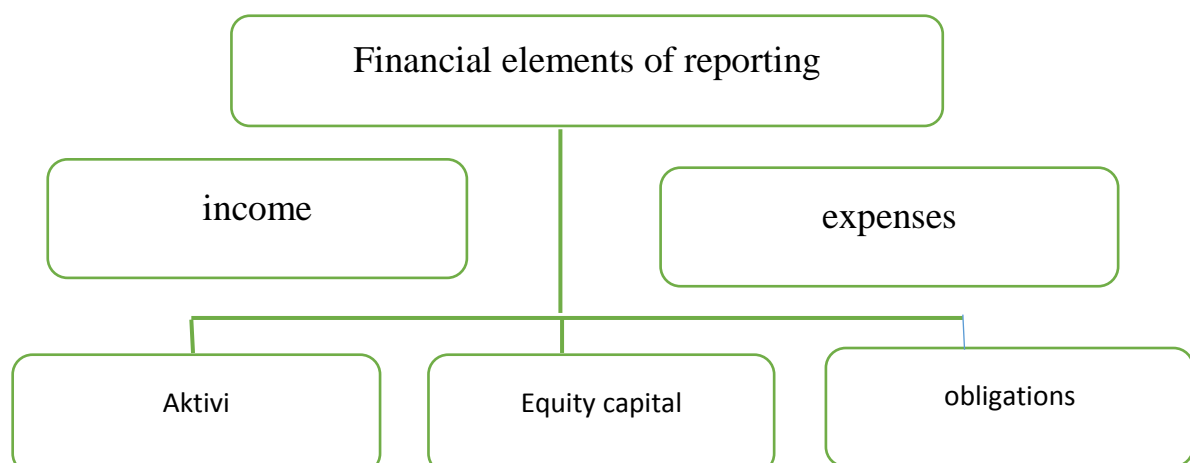 Financial elements of reporting
income
expenses
Aktivi
Equity capital
obligations